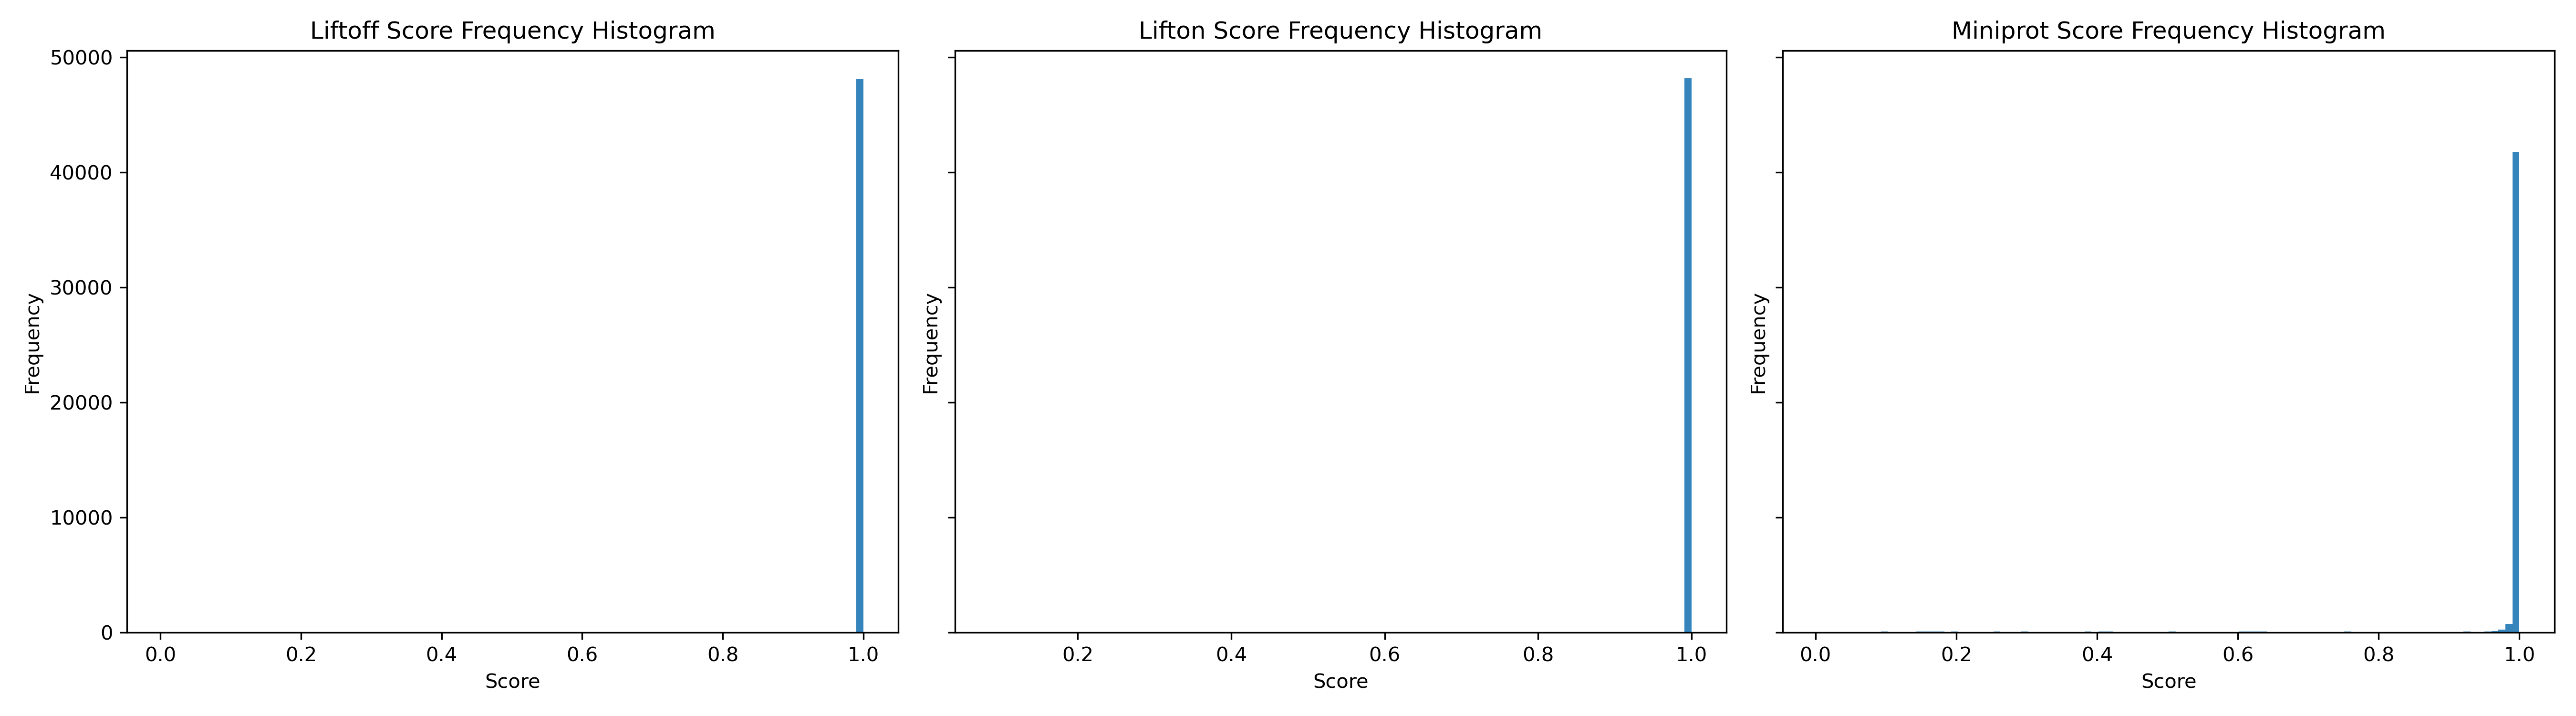 Liftoff Score Frequency Histogram
50000
40000
30000
20000
10000
0
Frequency
0.0 0.2 0.4 0.6 0.8 1.0
Score
Lifton Score Frequency Histogram
Frequency
0.2 0.4 0.6 0.8 1.0
Score
Miniprot Score Frequency Histogram
Frequency
0.0 0.2 0.4 0.6 0.8 1.0
Score